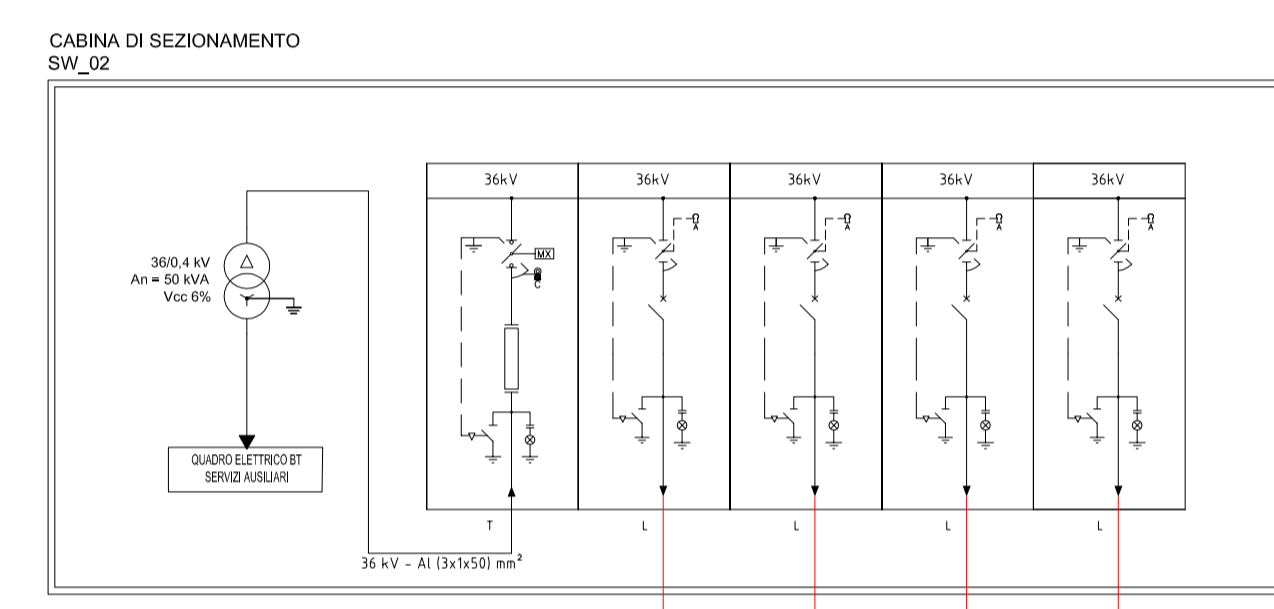 CABINA DI SEZIONAMENTO
SW_02
36kV
36kV
36kV
36kV
36kV
36/0,4 kV
An = 50 kVA
Vcc 6%
MX
A
A
A
A
C
QUADRO ELETTRICO BT
SERVIZI AUSILIARI
T
L
L
L
L
36 kV - Al (3x1x50) mm²